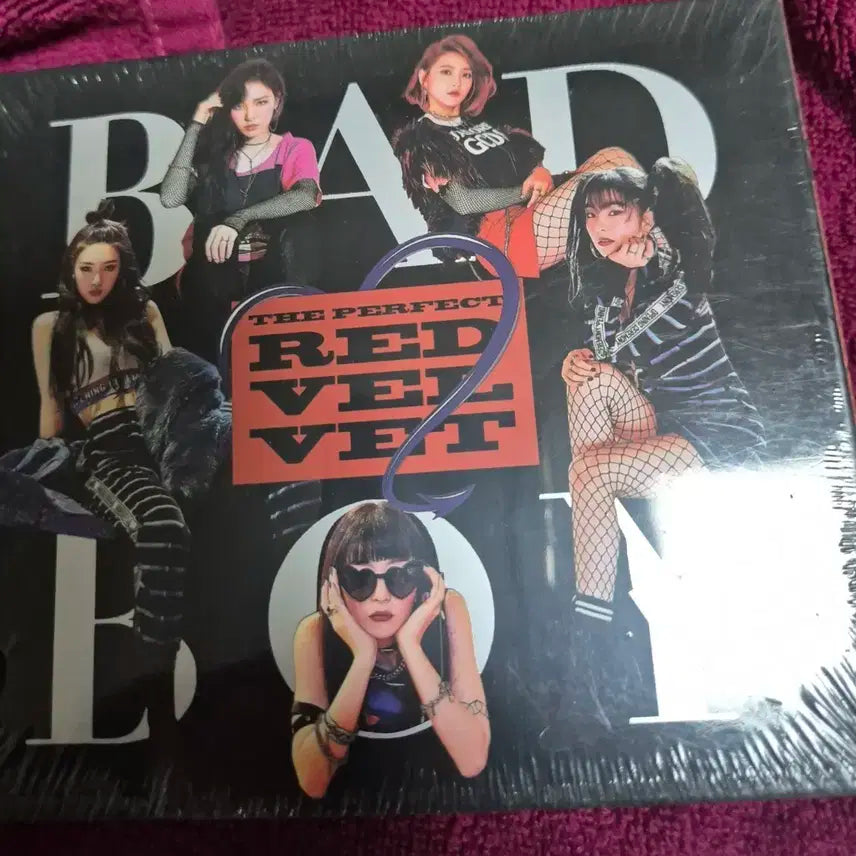 BAD
THE PERFECT
RED
VEL
VET
BOY